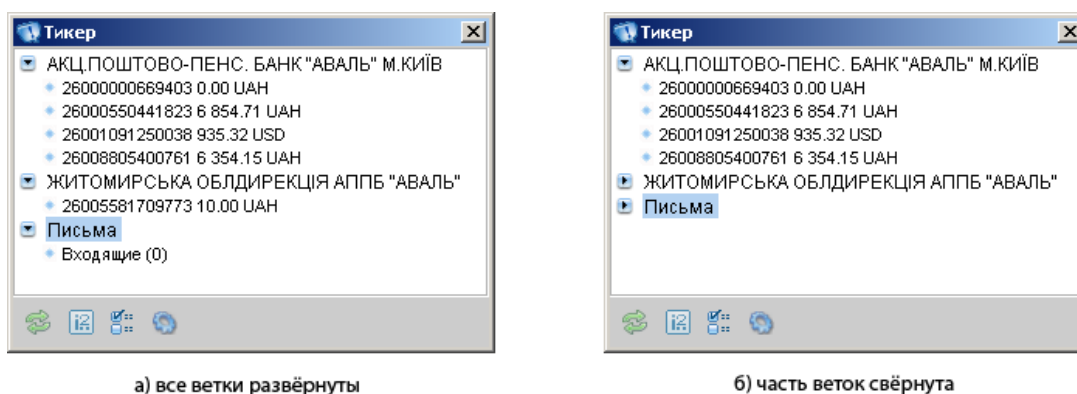 Тикер
АКЦ.ПОШТОВО-ПЕНС. БАНК "АВАЛЬ" М.КИЇВ
26000000669403 0.00 UAH
26000550441823 6 854.71 UAH
26001091250038 935.32 USD
26008805400761 6 354.15 UAH
ЖИТОМИРСЬКА ОБЛДИРЕКЦІЯ АППБ "АВАЛЬ"
26005581709773 10.00 UAH
Письма
Входящие (0)
i2
а) все ветки развёрнуты
Тикер
АКЦ.ПОШТОВО-ПЕНС. БАНК "АВАЛЬ" М.КИЇВ
26000000669403 0.00 UAH
26000550441823 6 854.71 UAH
26001091250038 935.32 USD
26008805400761 6 354.15 UAH
ЖИТОМИРСЬКА ОБЛДИРЕКЦІЯ АППБ "АВАЛЬ"
Письма
i2
б) часть веток свёрнута